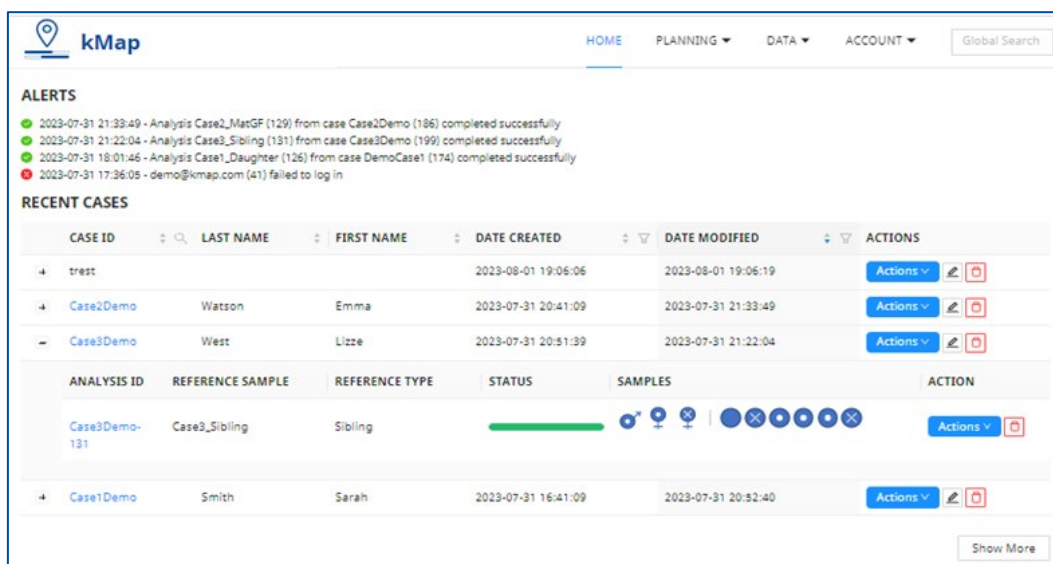 kMap
HOME PLANNING DATA ACCOUNT Global Search
ALERTS
2023-07-31 21:33:49 - Analysis Case2_MatGF (129) from case Case2Demo (186) completed successfully
2023-07-31 21:22:04 - Analysis Case3_Sibling (131) from case Case3Demo (199) completed successfully
2023-07-31 18:01:46 - Analysis Case1_Daughter (126) from case DemoCase1 (174) completed successfully
2023-07-31 17:36:05 - demo@kmap.com (41) failed to log in
RECENT CASES
CASE ID LAST NAME FIRST NAME DATE CREATED DATE MODIFIED ACTIONS
+ trest 2023-08-01 19:06:06 2023-08-01 19:06:19 Actions
+ Case2Demo Watson Emma 2023-07-31 20:41:09 2023-07-31 21:33:49 Actions
- Case3Demo West Lizze 2023-07-31 20:51:39 2023-07-31 21:22:04 Actions
ANALYSIS ID REFERENCE SAMPLE REFERENCE TYPE STATUS SAMPLES ACTION
Case3Demo- Case3_Sibling Sibling Actions
131
+ Case1Demo Smith Sarah 2023-07-31 16:41:09 2023-07-31 20:52:40 Actions
Show More